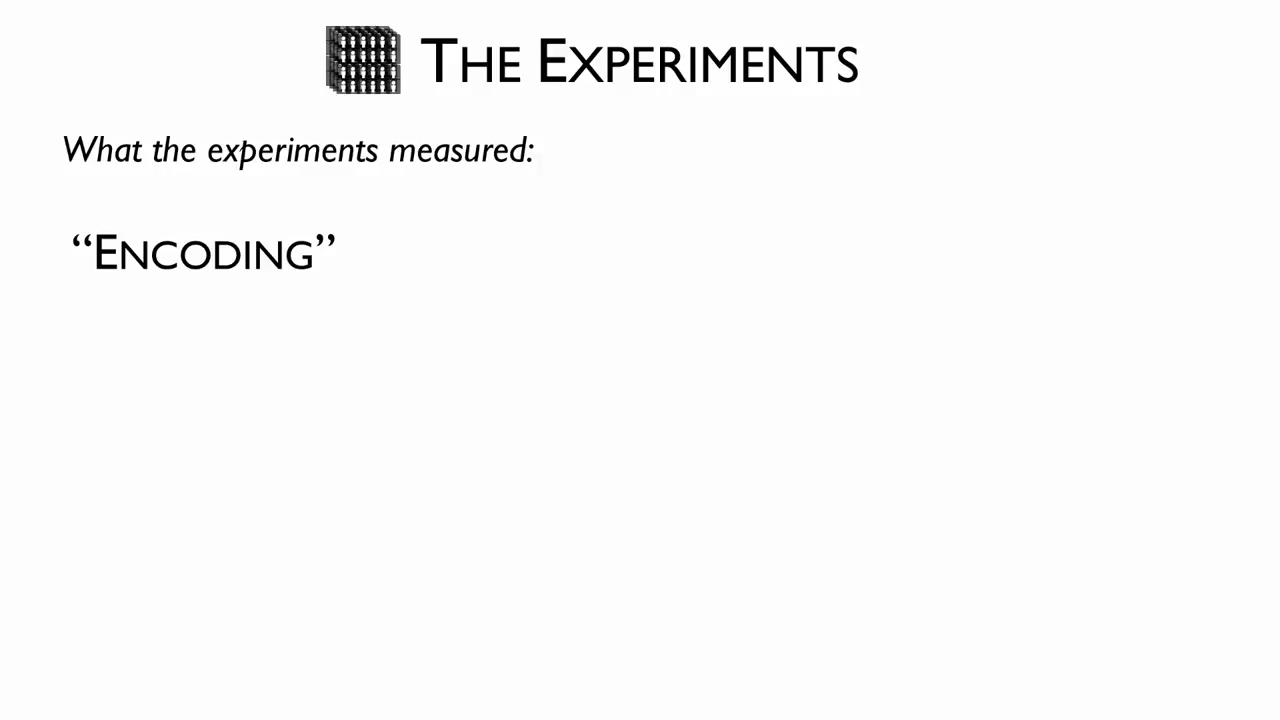 THE EXPERIMENTS
What the experiments measured:
“ENCODING”